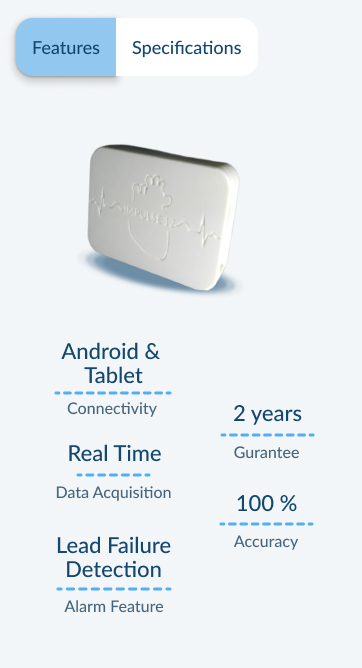 Features
Specifications
Android &
Tablet
Connectivity
2 years
Gurantee
Real Time
Data Acquisition
100 %
Accuracy
Lead Failure
Detection
Alarm Feature